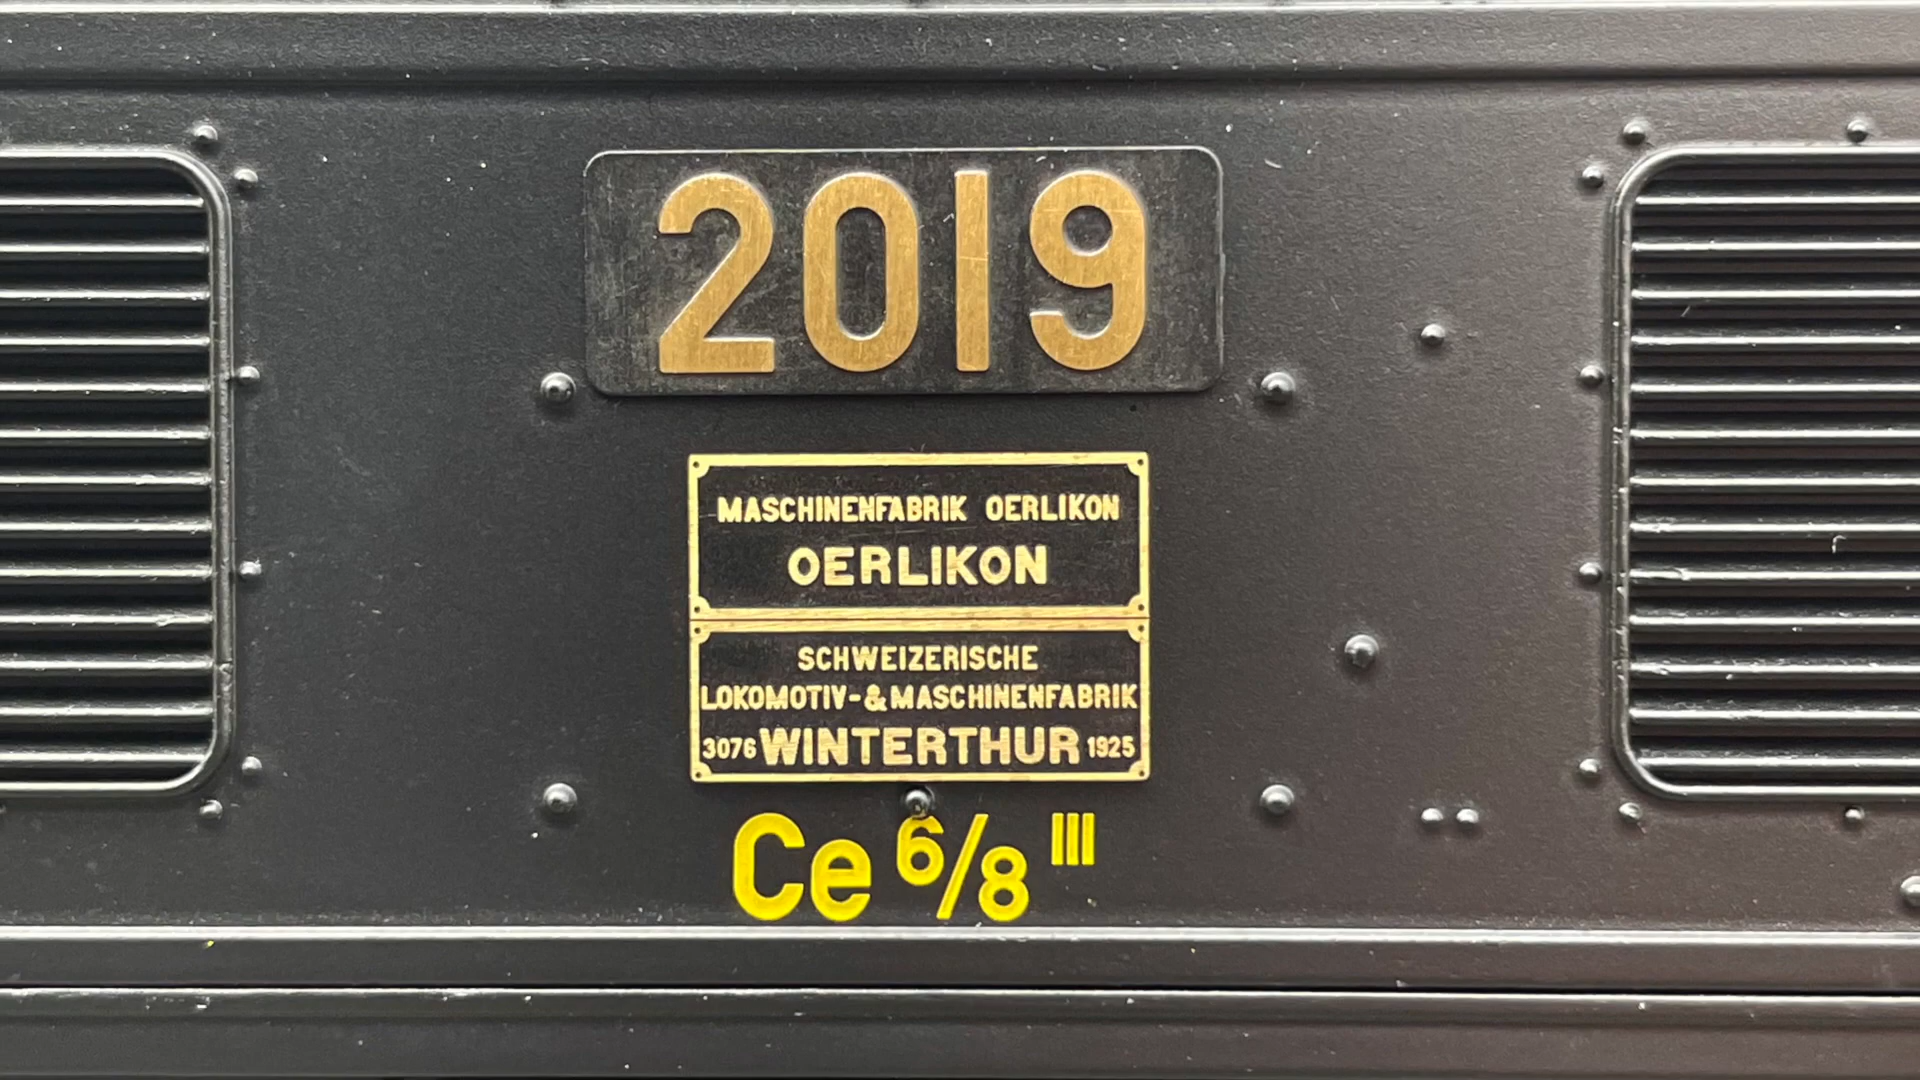 2019
MASCHINENFABRIK OERLIKON
OERLIKON
SCHWEIZERISCHE
LOKOMOTIV-&MASCHINENFABRIK
3076 WINTERTHUR 1925
Ce 6/8 III